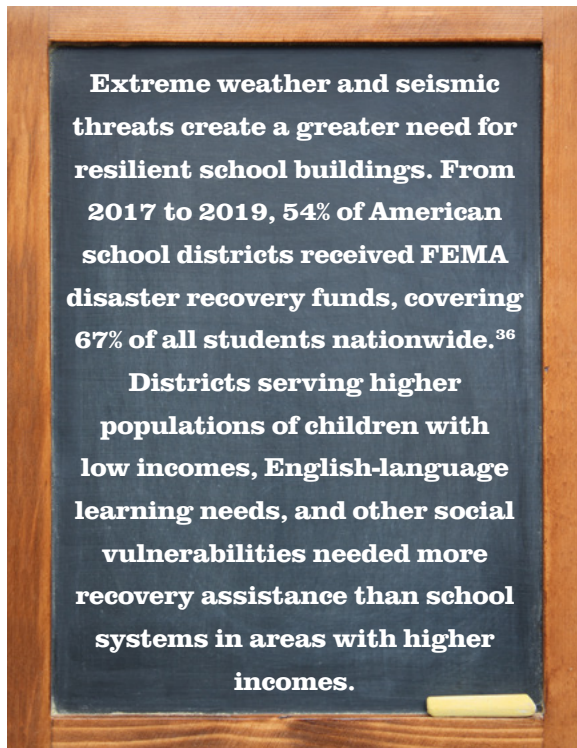 Extreme weather and seismic
threats create a greater need for
resilient school buildings. From
2017 to 2019, 54% of American
school districts received FEMA
disaster recovery funds, covering
67% of all students nationwide.³⁶
Districts serving higher
populations of children with
low incomes, English-language
learning needs, and other social
vulnerabilities needed more
recovery assistance than school
systems in areas with higher
incomes.